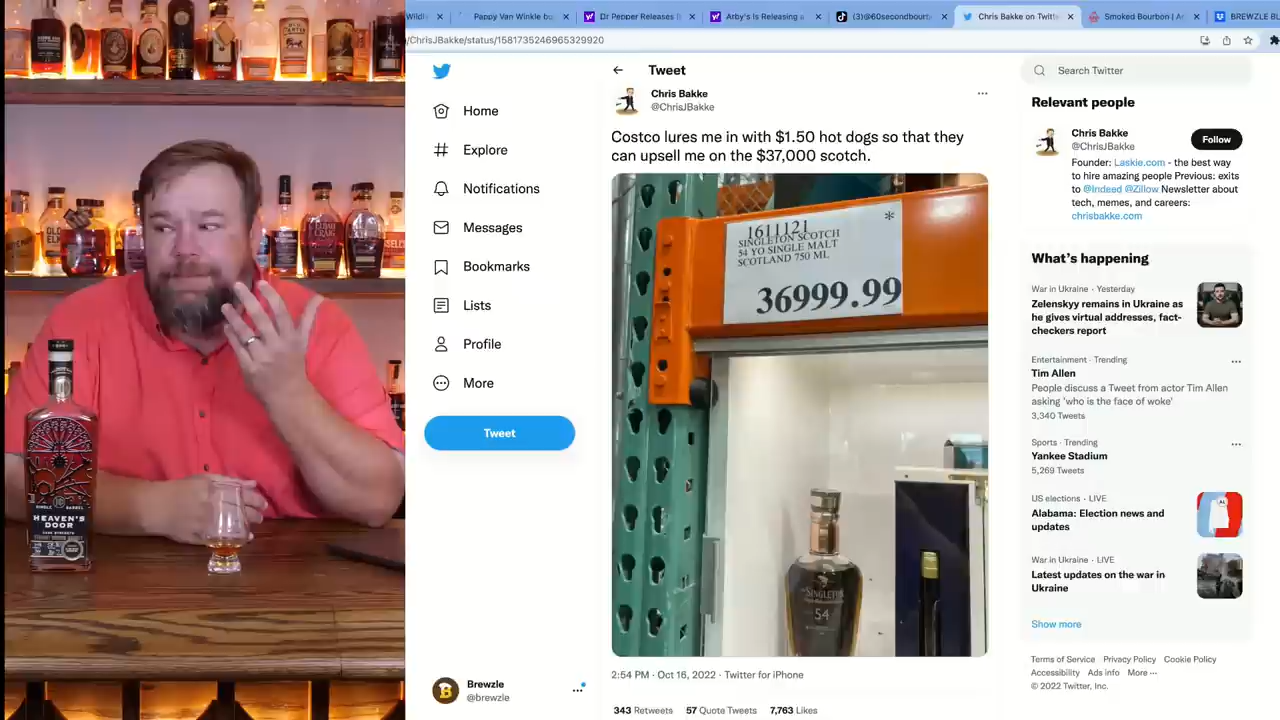 Pappy Van Winkle bo
Dr Pepper Releases
Arby's Is Releasing
(3)@60secondbourb
Chris Bakke on Twitte
Smoked Bourbon | A
BREWZLE BL
/ChrisJBakke/status/1581735246965329920
Home
Explore
Notifications
Messages
Bookmarks
Lists
Profile
More
Tweet
Brewzle
@brewzle
Tweet
Chris Bakke
@ChrisJBakke
Costco lures me in with $1.50 hot dogs so that they
can upsell me on the $37,000 scotch.
1611121 *
SINGLETON SCOTCH
54 YO SINGLE MALT
SCOTLAND 750 ML
36999.99
SINGLETON
54
2:54 PM · Oct 16, 2022 · Twitter for iPhone
343 Retweets 57 Quote Tweets 7,763 Likes
Search Twitter
Relevant people
Chris Bakke
@ChrisJBakke
Follow
Founder: Laskie.com - the best way
to hire amazing people Previous: exits
to @Indeed @Zillow Newsletter about
tech, memes, and careers:
chrisbakke.com
What's happening
War in Ukraine · Yesterday
Zelenskyy remains in Ukraine as
he gives virtual addresses, fact-
checkers report
Entertainment · Trending
Tim Allen
People discuss a Tweet from actor Tim Allen
asking 'who is the face of woke'
3,340 Tweets
Sports · Trending
Yankee Stadium
5,269 Tweets
US elections · LIVE
Alabama: Election news and
updates
War in Ukraine · LIVE
Latest updates on the war in
Ukraine
Show more
Terms of Service Privacy Policy Cookie Policy
Accessibility Ads info More ···
© 2022 Twitter, Inc.
ELIJAH CRAIG
SINGLE BARREL
HEAVEN'S
DOOR